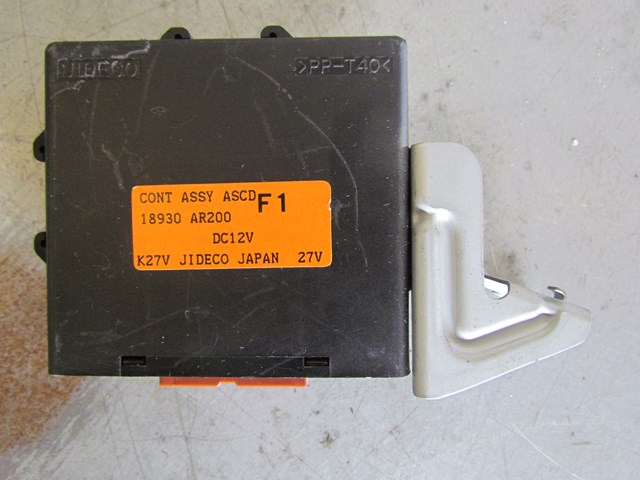 JIDECO >PP-T40<
CONT ASSY ASCD F1
18930 AR200
DC12V
K27V JIDECO JAPAN 27V